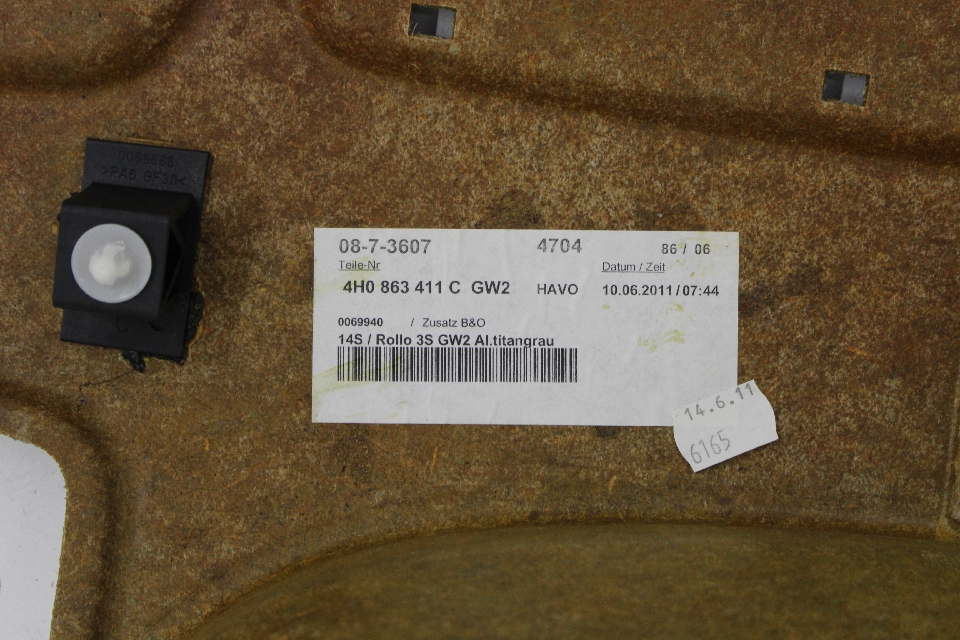 >PA6 GF30<
08-7-3607 4704 86 / 06
Teile-Nr Datum / Zeit
4H0 863 411 C GW2 HAVO 10.06.2011/07:44
0069940 / Zusatz B&O
14S / Rollo 3S GW2 Al.titangrau
14.6.11
6165